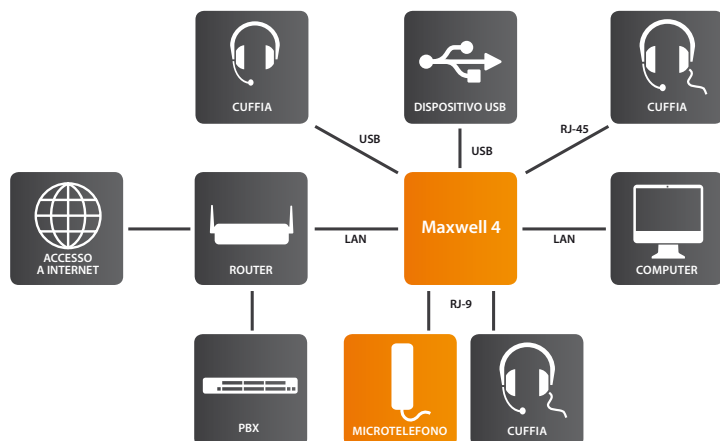 CUFFIA
DISPOSITIVO USB
CUFFIA
USB
USB
RJ-45
ACCESSO
A INTERNET
ROUTER
LAN
Maxwell 4
LAN
COMPUTER
RJ-9
PBX
MICROTELEFONO
CUFFIA